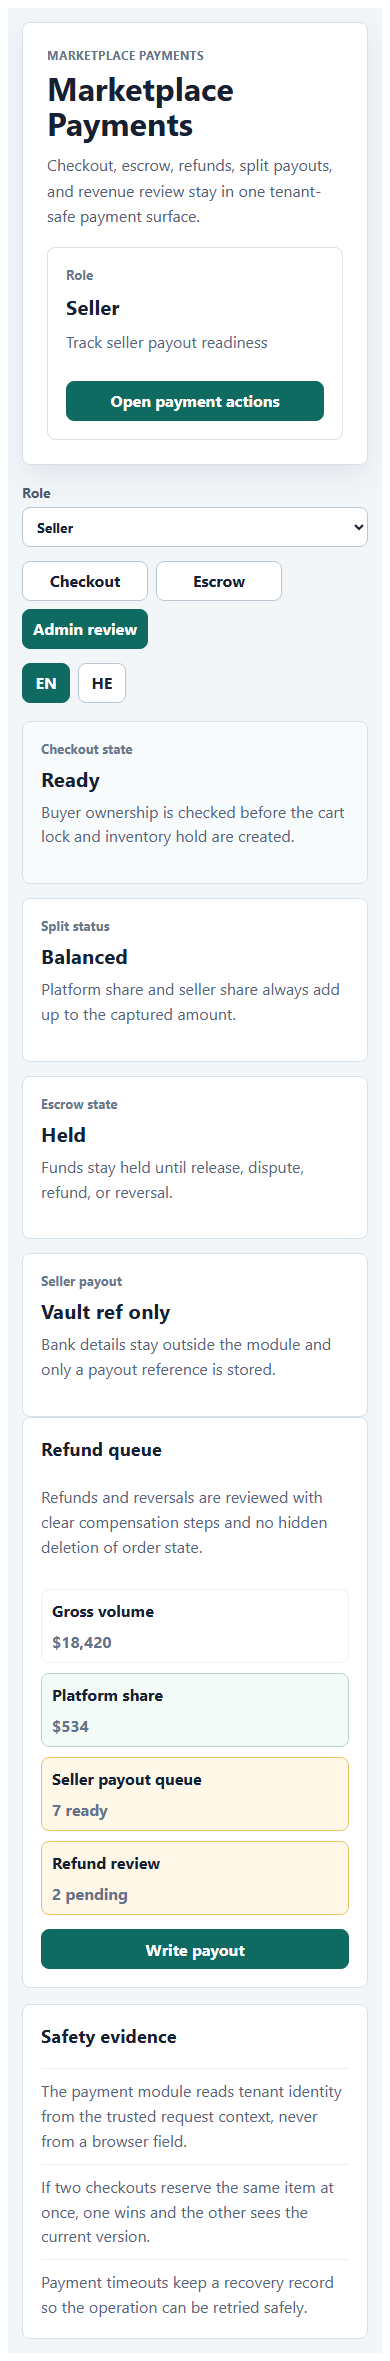 MARKETPLACE PAYMENTS
Marketplace
Payments
Checkout, escrow, refunds, split payouts,
and revenue review stay in one tenant-
safe payment surface.
Role
Seller
Track seller payout readiness
Open payment actions
Role
Seller
Checkout
Escrow
Admin review
EN
HE
Checkout state
Ready
Buyer ownership is checked before the cart
lock and inventory hold are created.
Split status
Balanced
Platform share and seller share always add
up to the captured amount.
Escrow state
Held
Funds stay held until release, dispute,
refund, or reversal.
Seller payout
Vault ref only
Bank details stay outside the module and
only a payout reference is stored.
Refund queue
Refunds and reversals are reviewed with
clear compensation steps and no hidden
deletion of order state.
Gross volume
$18,420
Platform share
$534
Seller payout queue
7 ready
Refund review
2 pending
Write payout
Safety evidence
The payment module reads tenant identity
from the trusted request context, never
from a browser field.
If two checkouts reserve the same item at
once, one wins and the other sees the
current version.
Payment timeouts keep a recovery record
so the operation can be retried safely.